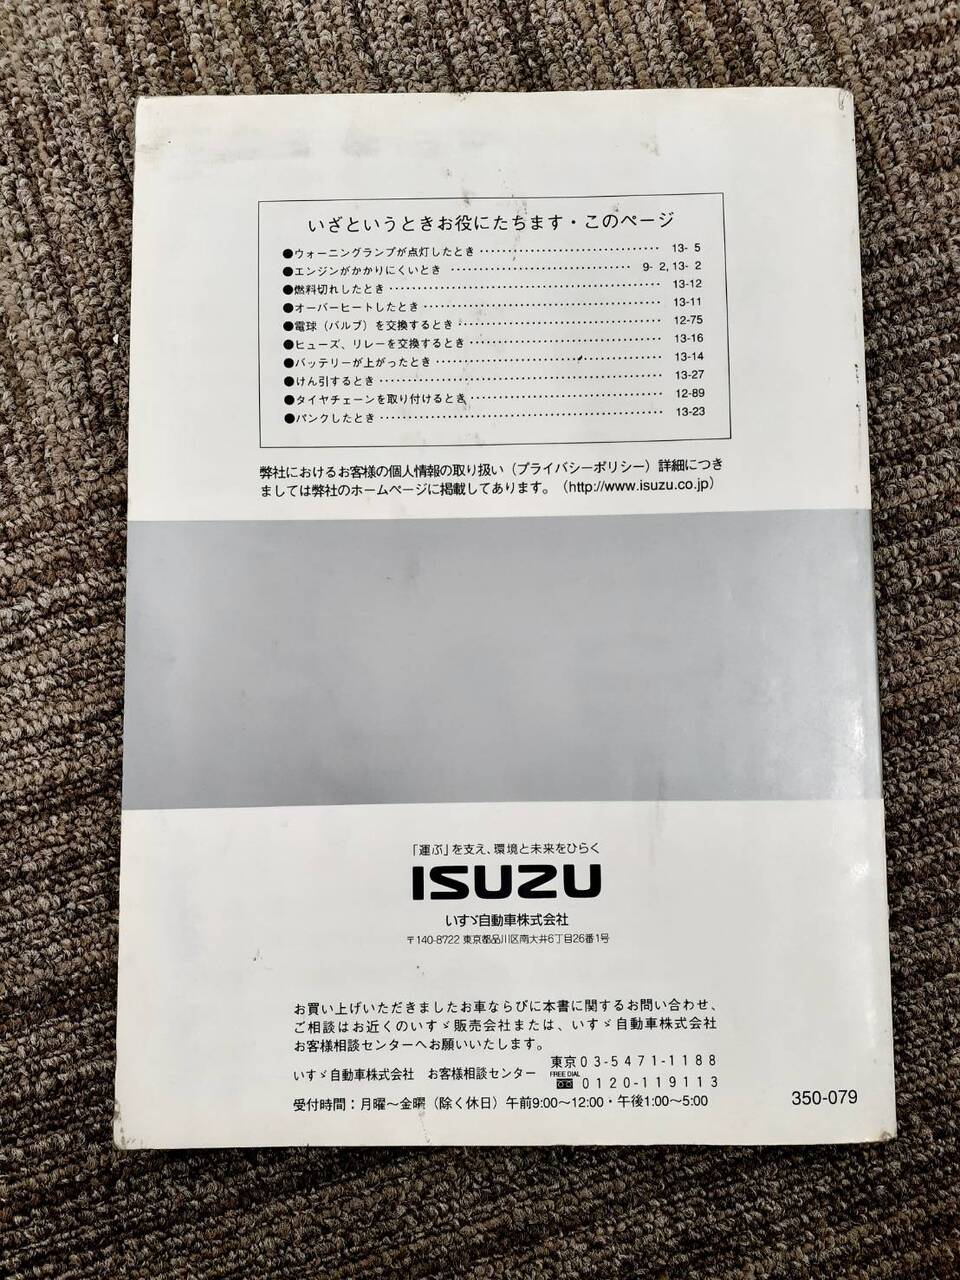 いざというときお役にたちます・このページ
●ウォーニングランプが点灯したとき ・・・・・・・・・・・・・・・・・・・・・・・・・・・・・・ 13- 5
●エンジンがかかりにくいとき ・・・・・・・・・・・・・・・・・・・・・・・・・・・・・・ 9- 2, 13- 2
●燃料切れしたとき ・・・・・・・・・・・・・・・・・・・・・・・・・・・・・・・・・・・・・・・・・・・・ 13-12
●オーバーヒートしたとき ・・・・・・・・・・・・・・・・・・・・・・・・・・・・・・・・・・・・・・・・ 13-11
●電球（バルブ）を交換するとき ・・・・・・・・・・・・・・・・・・・・・・・・・・・・・・・・・・ 12-75
●ヒューズ、リレーを交換するとき ・・・・・・・・・・・・・・・・・・・・・・・・・・・・・・・・ 13-16
●バッテリーが上がったとき ・・・・・・・・・・・・・・・・・・・・・・・・・・・・・・・・・・・・・・ 13-14
●けん引するとき ・・・・・・・・・・・・・・・・・・・・・・・・・・・・・・・・・・・・・・・・・・・・・・ 13-27
●タイヤチェーンを取り付けるとき ・・・・・・・・・・・・・・・・・・・・・・・・・・・・・・・・ 12-89
●パンクしたとき ・・・・・・・・・・・・・・・・・・・・・・・・・・・・・・・・・・・・・・・・・・・・・・ 13-23
弊社におけるお客様の個人情報の取り扱い（プライバシーポリシー）詳細につき
ましては弊社のホームページに掲載してあります。（http://www.isuzu.co.jp）
「運ぶ」を支え、環境と未来をひらく
ISUZU
いすゞ自動車株式会社
〒140-8722 東京都品川区南大井6丁目26番1号
お買い上げいただきましたお車ならびに本書に関するお問い合わせ、
ご相談はお近くのいすゞ販売会社または、いすゞ自動車株式会社
お客様相談センターへお願いいたします。
いすゞ自動車株式会社 お客様相談センター
東京03-5471-1188
FREE DIAL
0120-119113
受付時間：月曜～金曜（除く休日）午前9:00～12:00・午後1:00～5:00
350-079